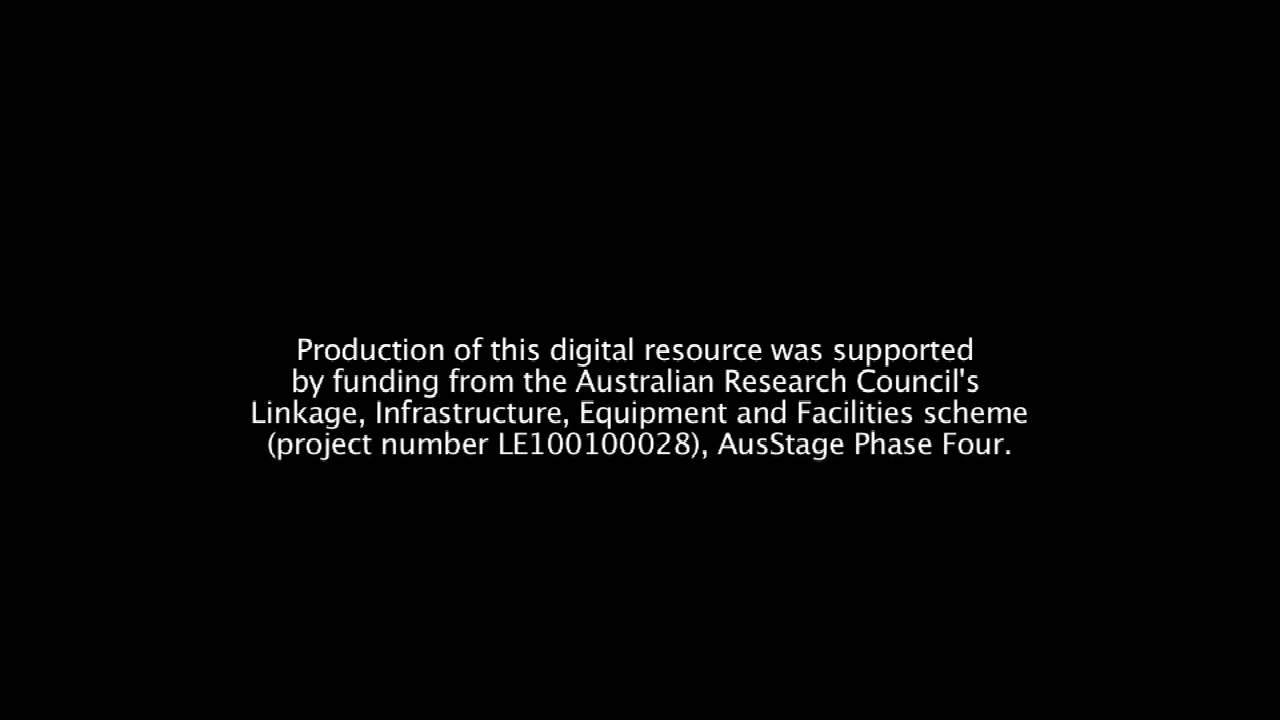 Production of this digital resource was supported
by funding from the Australian Research Council's
Linkage, Infrastructure, Equipment and Facilities scheme
(project number LE100100028), AusStage Phase Four.